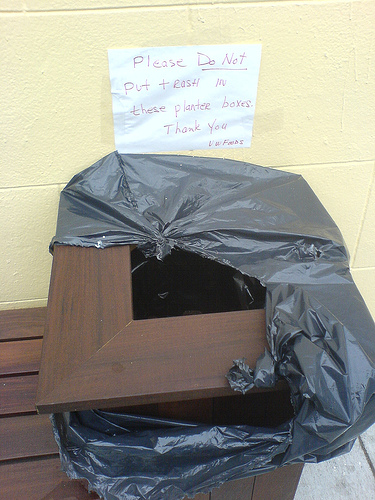 Please Do Not
Put trash in
these planter boxes.
Thank You
U.W. Foods